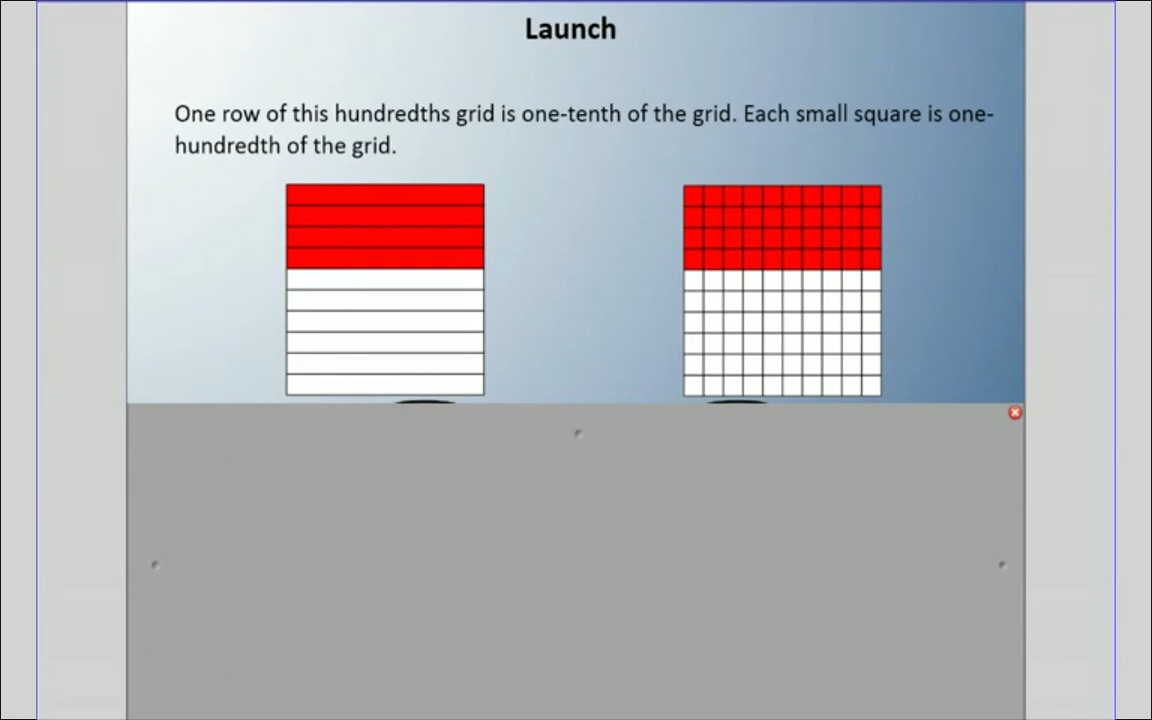 Launch
One row of this hundredths grid is one-tenth of the grid. Each small square is one-
hundredth of the grid.